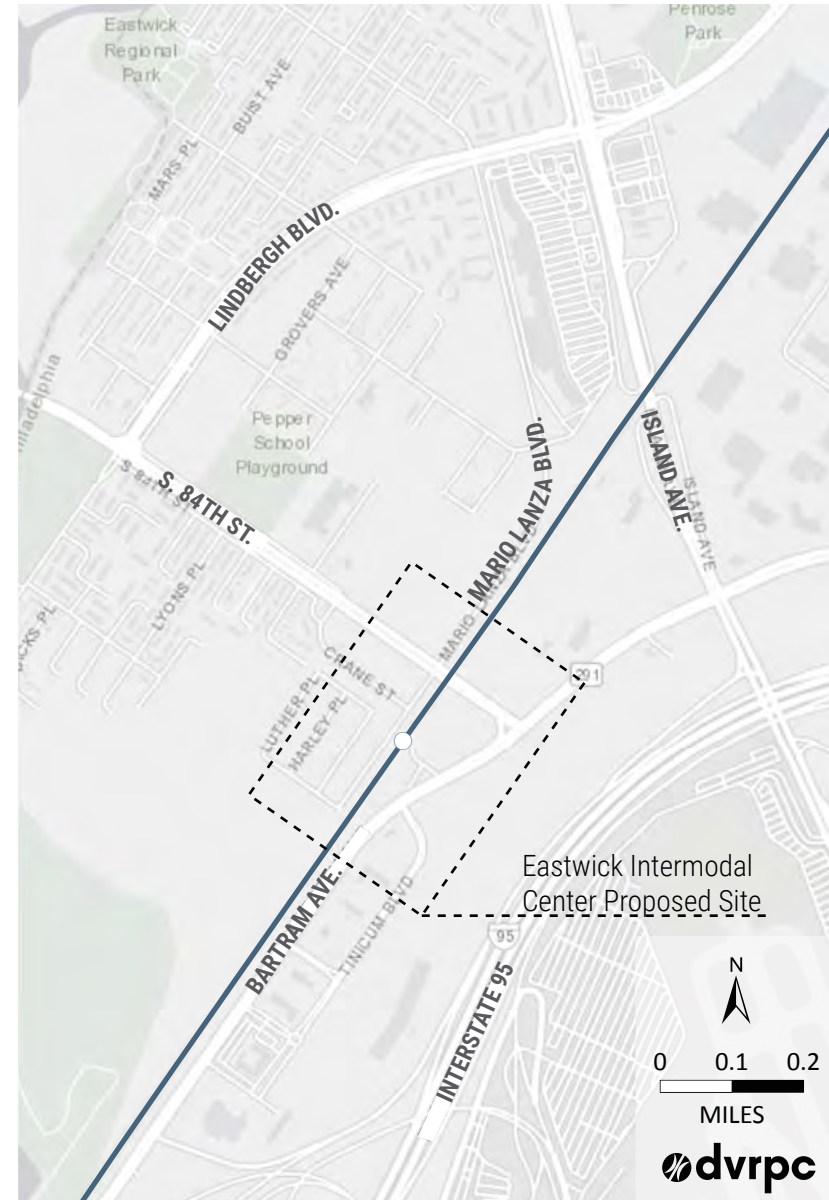 Eastwick
Regional
Park
Penrose
Park
BUIST AVE
MARS PL
LINDBERGH BLVD.
GROVERS AVE
Pepper
School
Playground
S 84TH S
S. 84TH ST.
LYONS PL
MARIO LANZA BLVD.
ISLAND AVE.
ISLAND AVE
MARIO
CRANE ST
LUTHER PL
HARLEY PL
291
BARTRAM AVE.
TINICUM BLVD
Eastwick Intermodal
Center Proposed Site
95
INTERSTATE 95
N
0 0.1 0.2
MILES
dvrpc